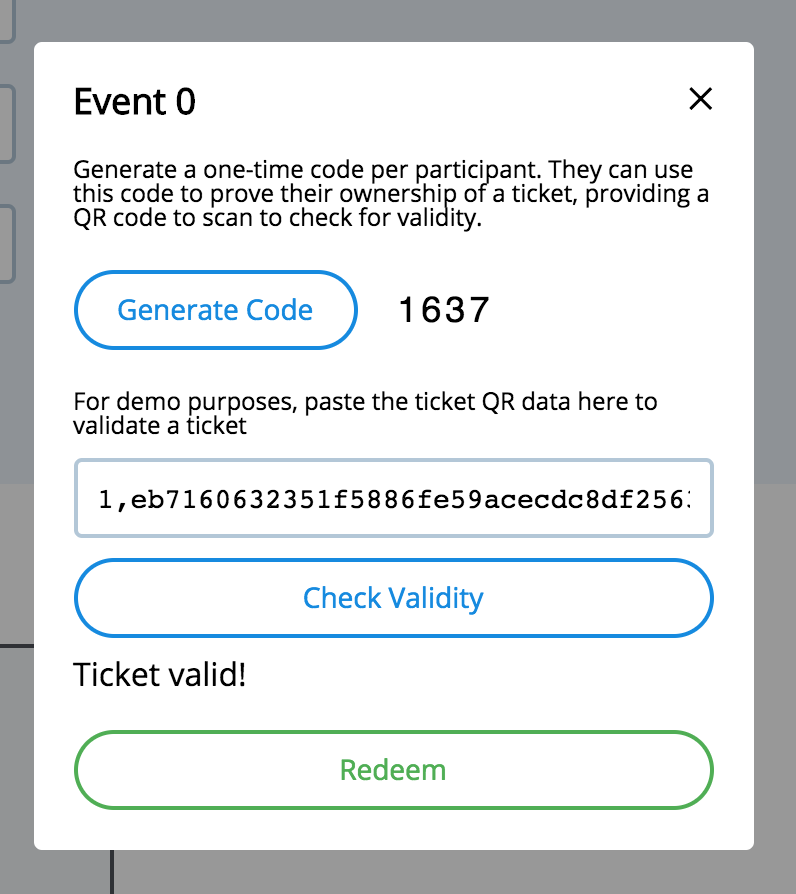 Event 0
Generate a one-time code per participant. They can use
this code to prove their ownership of a ticket, providing a
QR code to scan to check for validity.
Generate Code 1637
For demo purposes, paste the ticket QR data here to
validate a ticket
1,eb7160632351f5886fe59acecdc8df256
Check Validity
Ticket valid!
Redeem